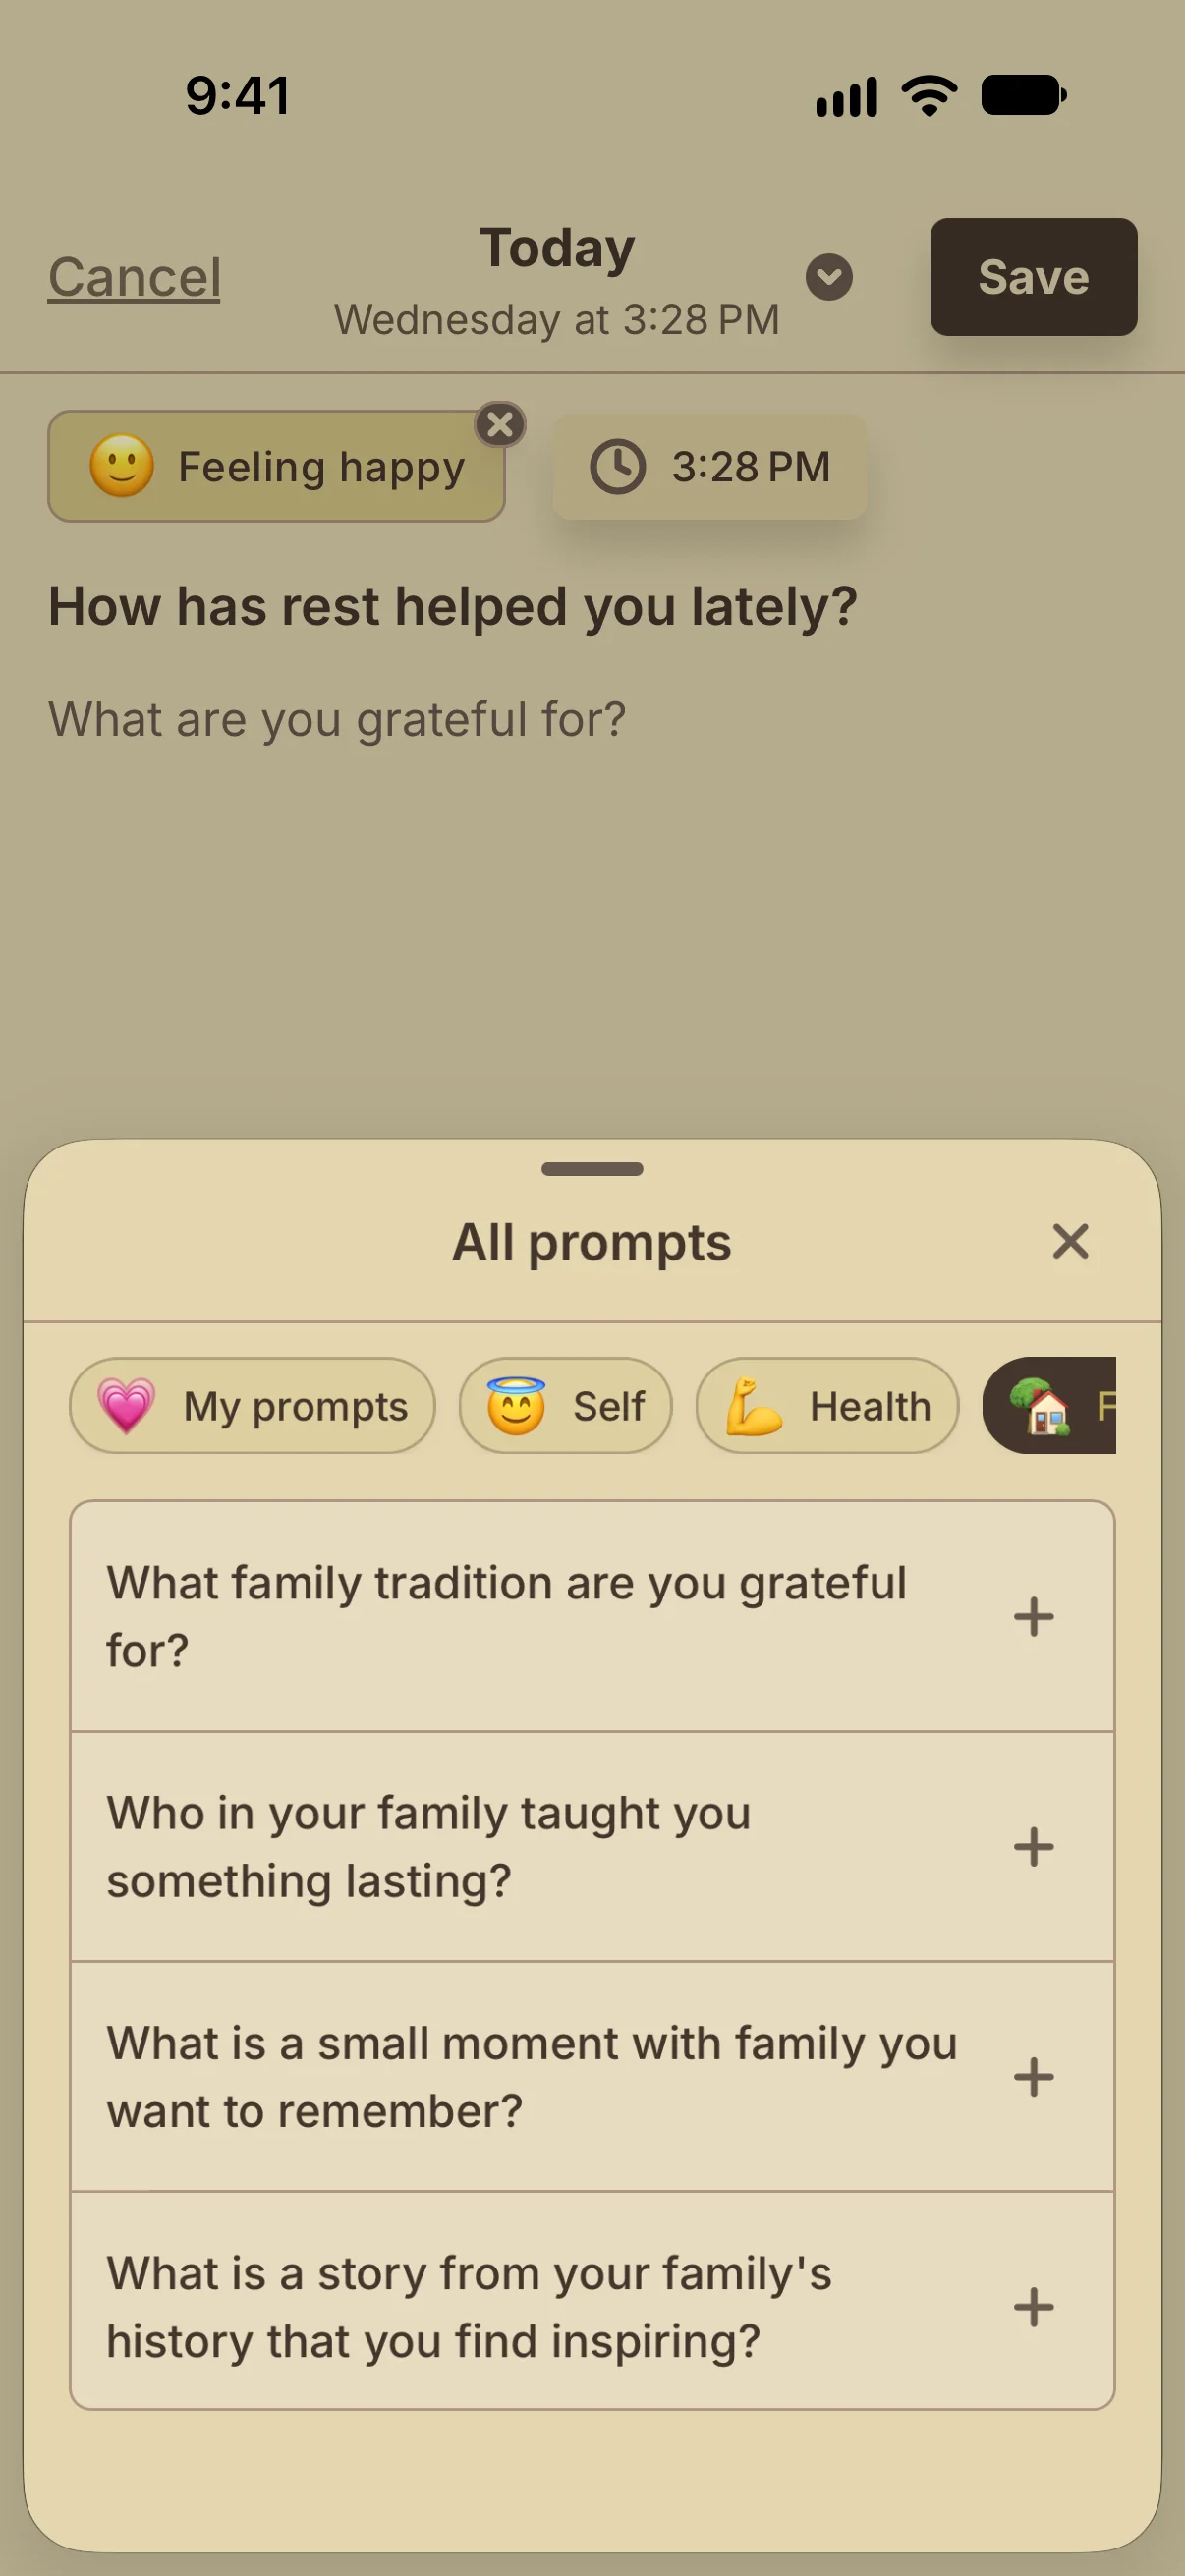 9:41
Cancel
Today
Wednesday at 3:28 PM
Save
Feeling happy
3:28 PM
How has rest helped you lately?
What are you grateful for?
All prompts
My prompts
Self
Health
What family tradition are you grateful
for?
Who in your family taught you
something lasting?
What is a small moment with family you
want to remember?
What is a story from your family's
history that you find inspiring?